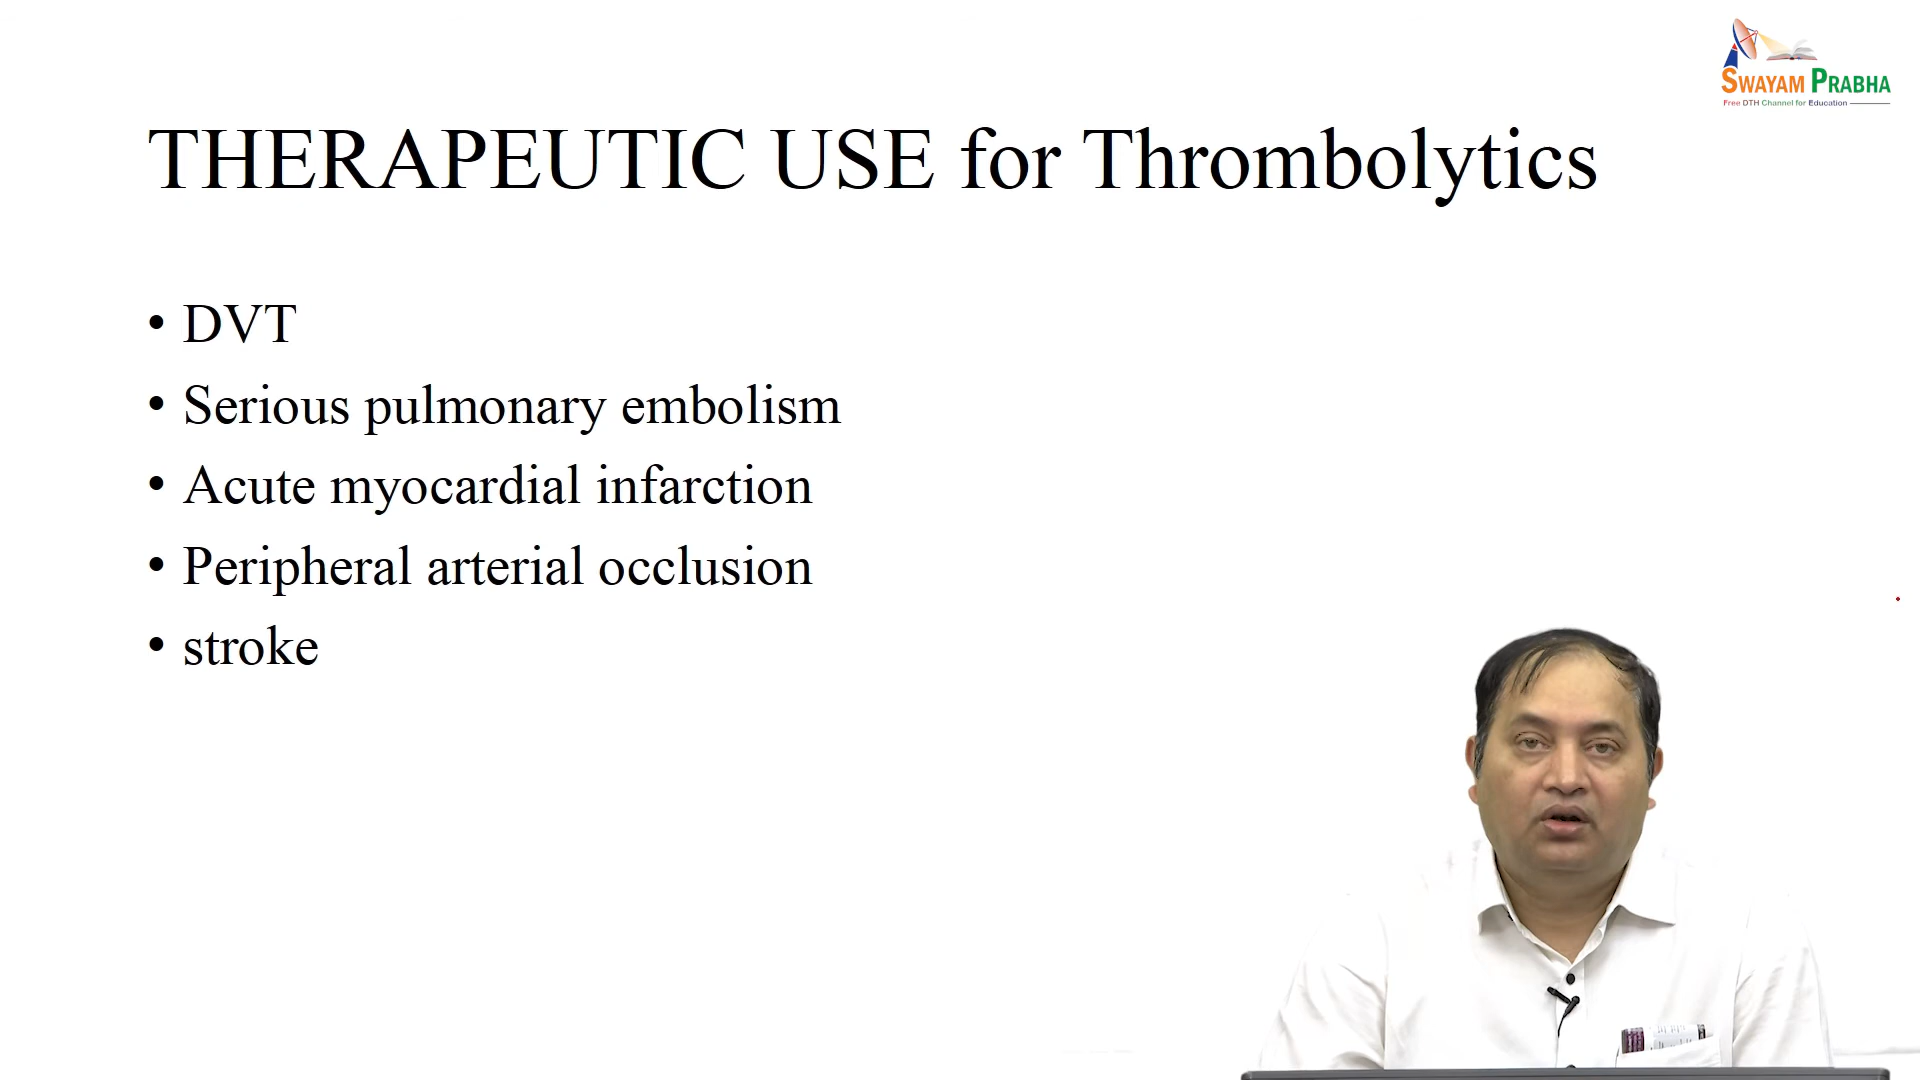 SWAYAM PRABHA
Free DTH Channel for Education
THERAPEUTIC USE for Thrombolytics
• DVT
• Serious pulmonary embolism
• Acute myocardial infarction
• Peripheral arterial occlusion
• stroke